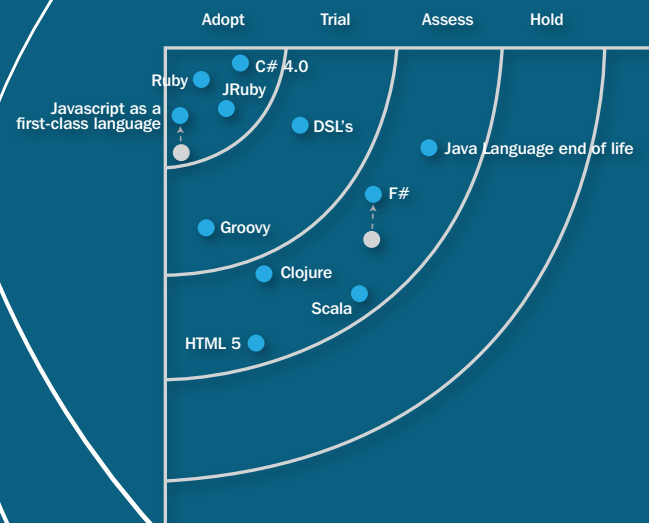 Adopt
Trial
Assess
Hold
C# 4.0
Ruby
JRuby
Javascript as a
first-class language
DSL's
Java Language end of life
F#
Groovy
Clojure
Scala
HTML 5